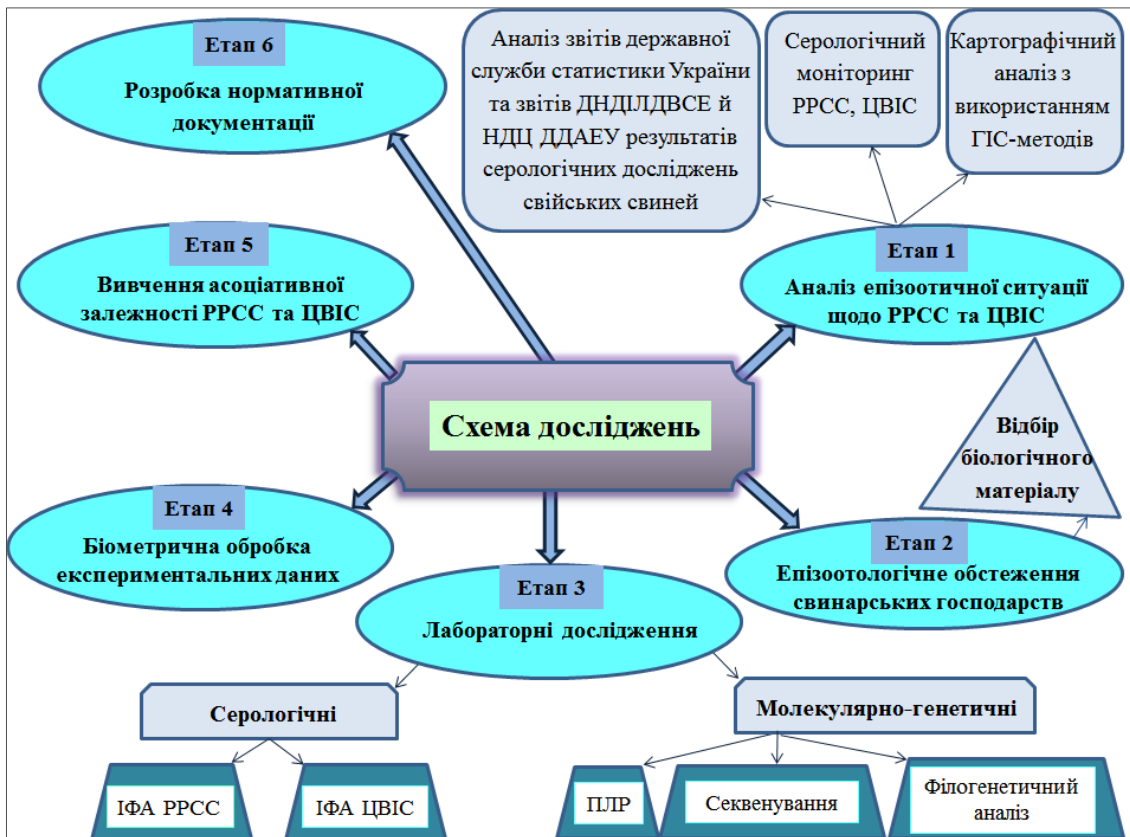 Етап 6
Розробка нормативної
документації
Аналіз звітів державної
служби статистики України
та звітів ДНДІЛДВСЕ й
НДЦ ДДАЕУ результатів
серологічних досліджень
свійських свиней
Серологічний
моніторинг
РРСС, ЦВІС
Картографічний
аналіз з
використанням
ГІС-методів
Етап 5
Вивчення асоціативної
залежності РРСС та ЦВІС
Етап 1
Аналіз епізоотичної ситуації
щодо РРСС та ЦВІС
Схема досліджень
Відбір
біологічного
матеріалу
Етап 4
Біометрична обробка
експериментальних даних
Етап 2
Епізоотологічне обстеження
свинарських господарств
Етап 3
Лабораторні дослідження
Серологічні
Молекулярно-генетичні
ІФА РРСС
ІФА ЦВІС
ПЛР
Секвенування
Філогенетичний
аналіз